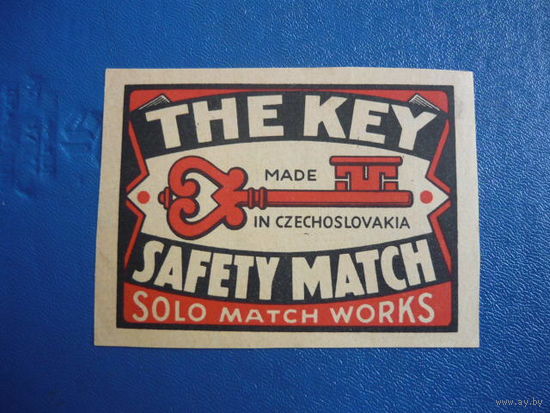 THE KEY
MADE
IN CZECHOSLOVAKIA
SAFETY MATCH
SOLO MATCH WORKS
www.ay.by